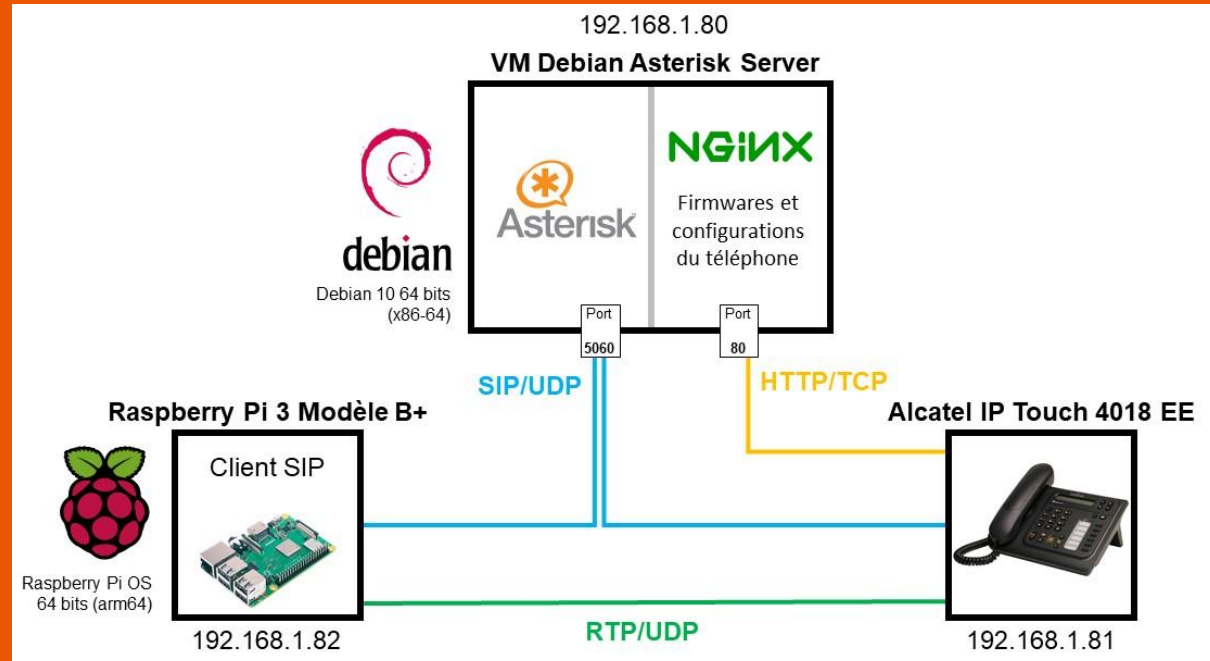 192.168.1.80
VM Debian Asterisk Server
debian
Debian 10 64 bits
(x86-64)
Asterisk
NGiNX
Firmwares et
configurations
du téléphone
Port
5060
Port
80
SIP/UDP
HTTP/TCP
Raspberry Pi 3 Modèle B+
Client SIP
Raspberry Pi OS
64 bits (arm64)
192.168.1.82
RTP/UDP
Alcatel IP Touch 4018 EE
192.168.1.81